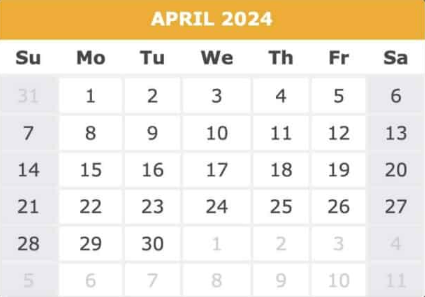 APRIL 2024
Su Mo Tu We Th Fr Sa
31 1 2 3 4 5 6
7 8 9 10 11 12 13
14 15 16 17 18 19 20
21 22 23 24 25 26 27
28 29 30 1 2 3 4
5 6 7 8 9 10 11